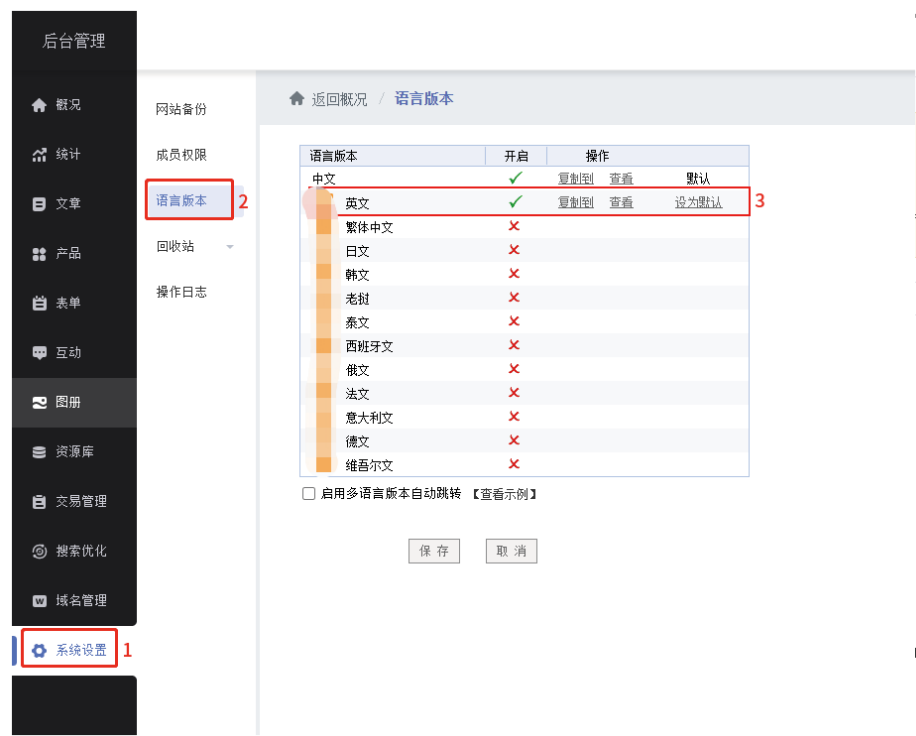 后台管理
概况
统计
文章
产品
表单
互动
图册
资源库
交易管理
搜索优化
域名管理
系统设置 1
网站备份
成员权限
语言版本 2
回收站
操作日志
返回概况 / 语言版本
语言版本 开启 操作
中文 复制到 查看 默认
英文 复制到 查看 设为默认 3
繁体中文
日文
韩文
老挝
泰文
西班牙文
俄文
法文
意大利文
德文
维吾尔文
启用多语言版本自动跳转 【查看示例】
保存 取消